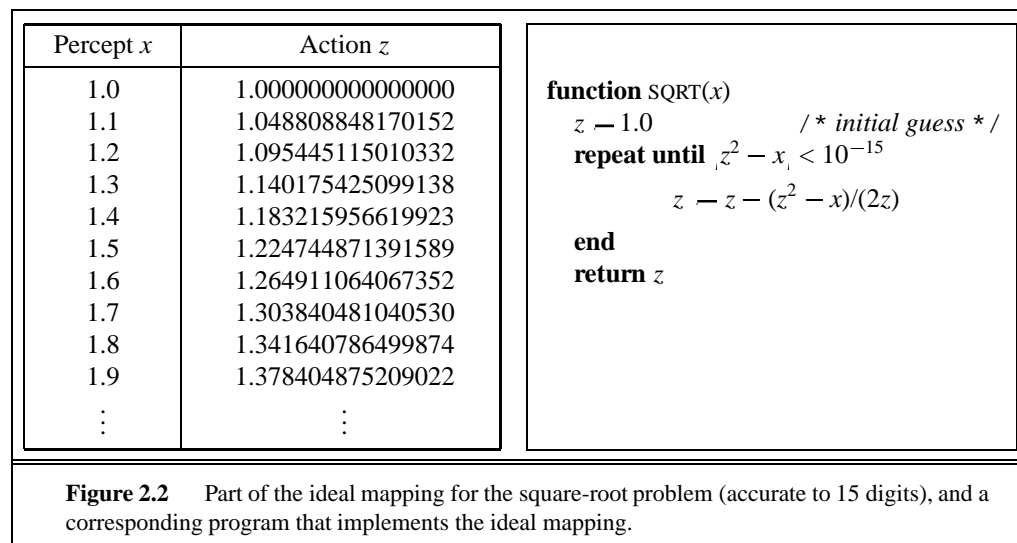 Percept x Action z
1.0 1.000000000000000
1.1 1.048808848170152
1.2 1.095445115010332
1.3 1.140175425099138
1.4 1.183215956619923
1.5 1.224744871391589
1.6 1.264911064067352
1.7 1.303840481040530
1.8 1.341640786499874
1.9 1.378404875209022
⋮ ⋮
function SQRT(x)
z — 1.0 /* initial guess */
repeat until |z² − x| < 10⁻¹⁵
z — z − (z² − x)/(2z)
end
return z
Figure 2.2 Part of the ideal mapping for the square-root problem (accurate to 15 digits), and a
corresponding program that implements the ideal mapping.